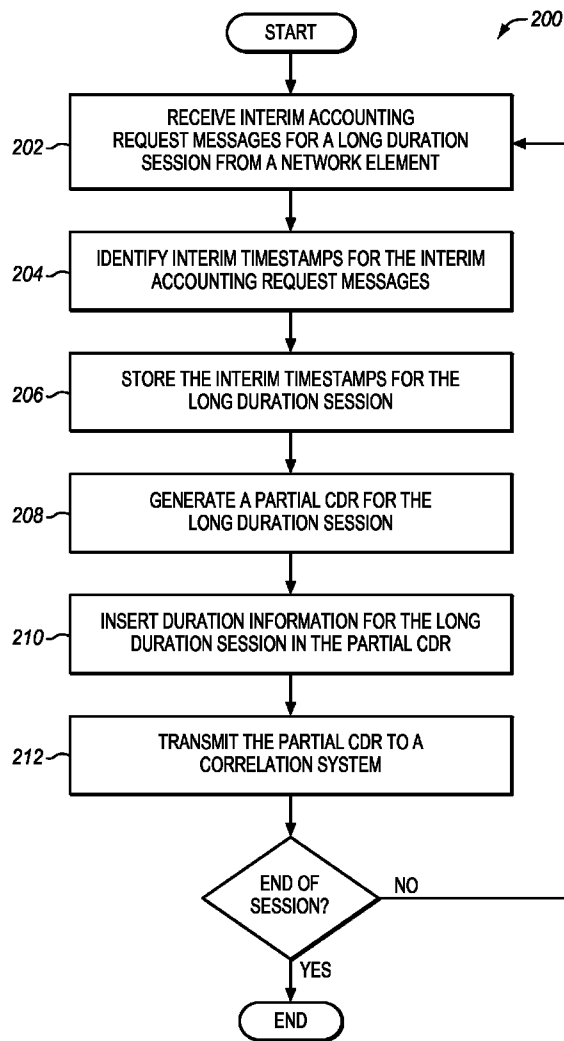 START
200
202
RECEIVE INTERIM ACCOUNTING
REQUEST MESSAGES FOR A LONG DURATION
SESSION FROM A NETWORK ELEMENT
204
IDENTIFY INTERIM TIMESTAMPS FOR THE INTERIM
ACCOUNTING REQUEST MESSAGES
206
STORE THE INTERIM TIMESTAMPS FOR THE
LONG DURATION SESSION
208
GENERATE A PARTIAL CDR FOR THE
LONG DURATION SESSION
210
INSERT DURATION INFORMATION FOR THE LONG
DURATION SESSION IN THE PARTIAL CDR
212
TRANSMIT THE PARTIAL CDR TO A
CORRELATION SYSTEM
END OF
SESSION?
NO
YES
END